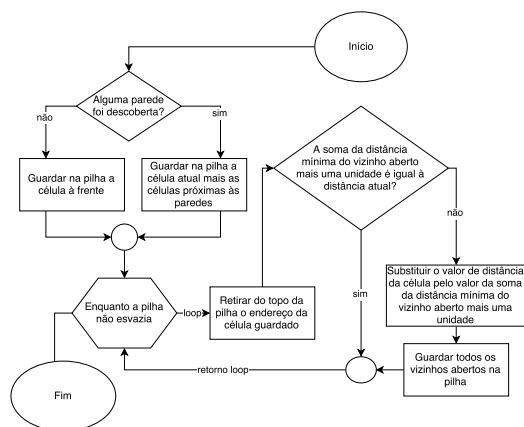 Início
Alguma parede
foi descoberta?
não
sim
Guardar na pilha a
célula à frente
Guardar na pilha a
célula atual mais as
células próximas às
paredes
A soma da distância
mínima do vizinho aberto
mais uma unidade é igual à
distância atual?
não
sim
Enquanto a pilha
não esvazia
loop
Retirar do topo da
pilha o endereço da
célula guardado
Substituir o valor de distância
da célula pelo valor da soma
da distância mínima do
vizinho aberto mais uma
unidade
Guardar todos os
vizinhos abertos na
pilha
retorno loop
Fim